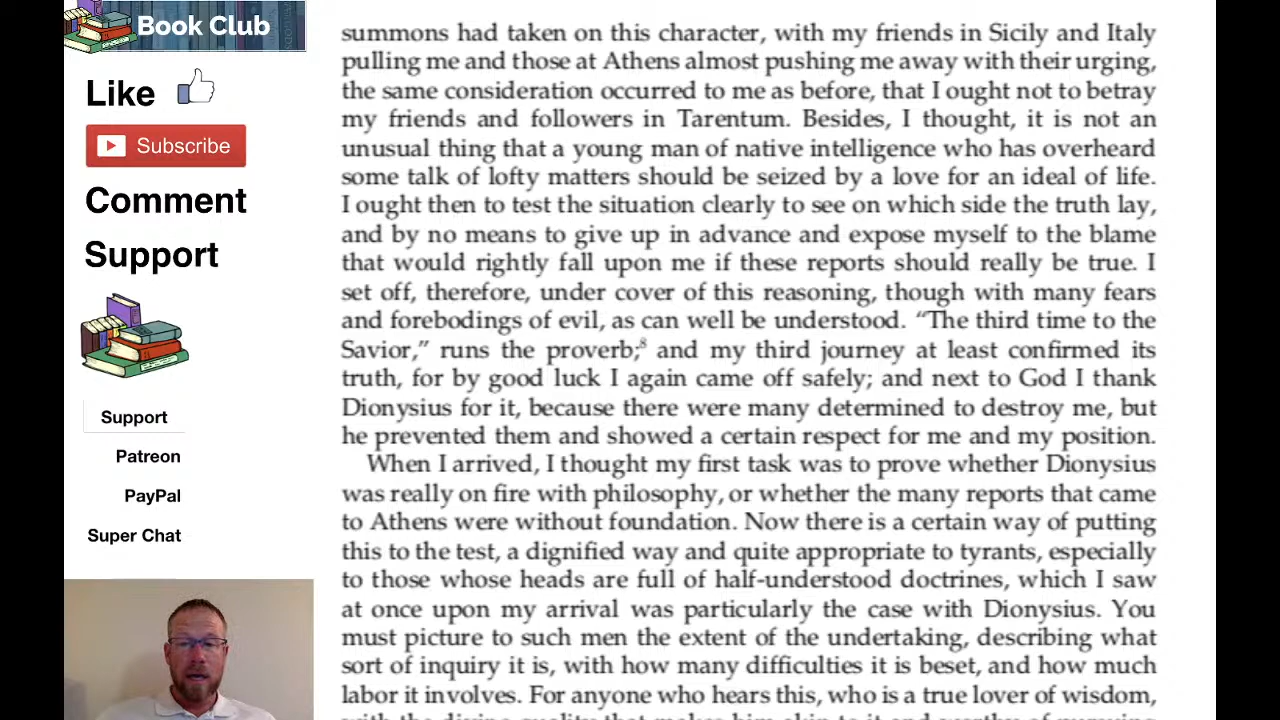 Book Club
Like
Subscribe
Comment
Support
Support
Patreon
PayPal
Super Chat
summons had taken on this character, with my friends in Sicily and Italy
pulling me and those at Athens almost pushing me away with their urging,
the same consideration occurred to me as before, that I ought not to betray
my friends and followers in Tarentum. Besides, I thought, it is not an
unusual thing that a young man of native intelligence who has overheard
some talk of lofty matters should be seized by a love for an ideal of life.
I ought then to test the situation clearly to see on which side the truth lay,
and by no means to give up in advance and expose myself to the blame
that would rightly fall upon me if these reports should really be true. I
set off, therefore, under cover of this reasoning, though with many fears
and forebodings of evil, as can well be understood. “The third time to the
Savior,” runs the proverb;⁸ and my third journey at least confirmed its
truth, for by good luck I again came off safely; and next to God I thank
Dionysius for it, because there were many determined to destroy me, but
he prevented them and showed a certain respect for me and my position.
When I arrived, I thought my first task was to prove whether Dionysius
was really on fire with philosophy, or whether the many reports that came
to Athens were without foundation. Now there is a certain way of putting
this to the test, a dignified way and quite appropriate to tyrants, especially
to those whose heads are full of half-understood doctrines, which I saw
at once upon my arrival was particularly the case with Dionysius. You
must picture to such men the extent of the undertaking, describing what
sort of inquiry it is, with how many difficulties it is beset, and how much
labor it involves. For anyone who hears this, who is a true lover of wisdom,